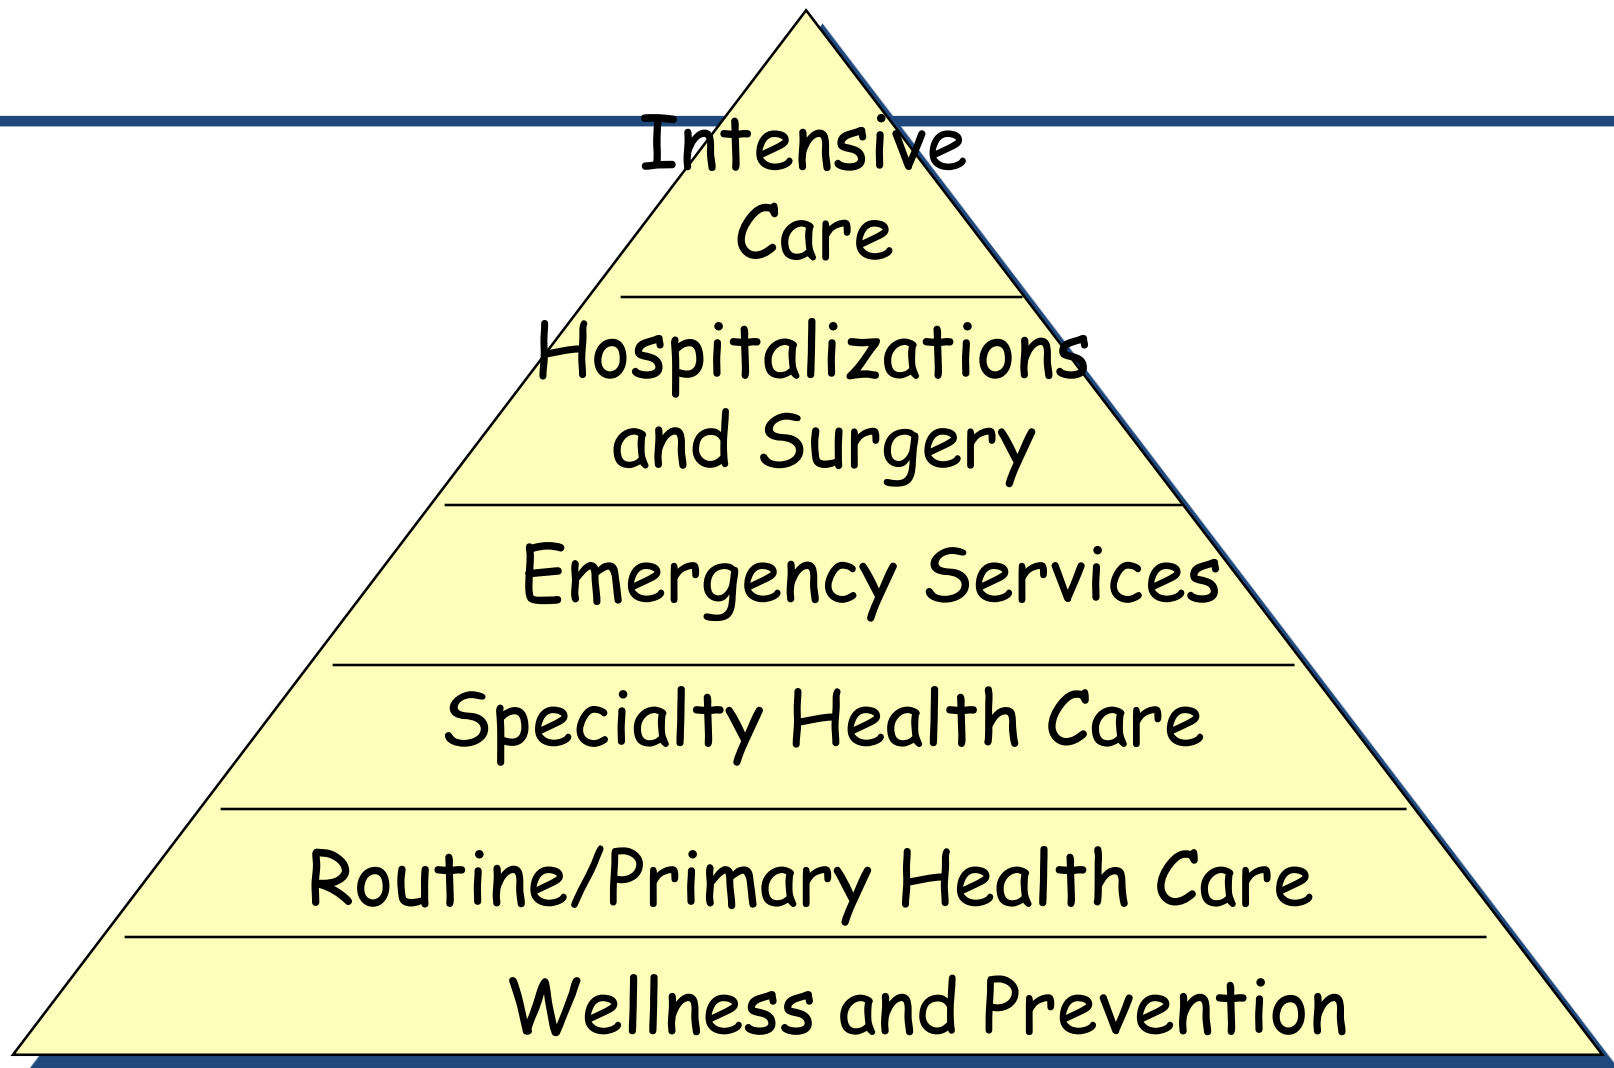 Intensive
Care
Hospitalizations
and Surgery
Emergency Services
Specialty Health Care
Routine/Primary Health Care
Wellness and Prevention